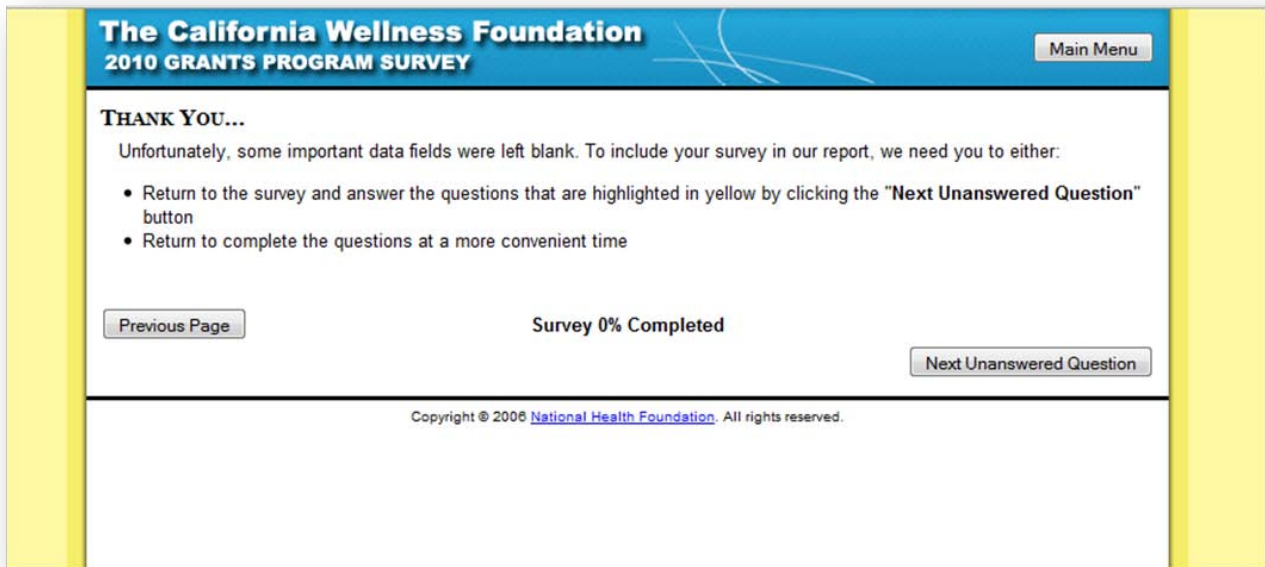 The California Wellness Foundation
2010 GRANTS PROGRAM SURVEY
Main Menu
THANK YOU...
Unfortunately, some important data fields were left blank. To include your survey in our report, we need you to either:
• Return to the survey and answer the questions that are highlighted in yellow by clicking the "Next Unanswered Question"
button
• Return to complete the questions at a more convenient time
Previous Page
Survey 0% Completed
Next Unanswered Question
Copyright © 2006 National Health Foundation. All rights reserved.